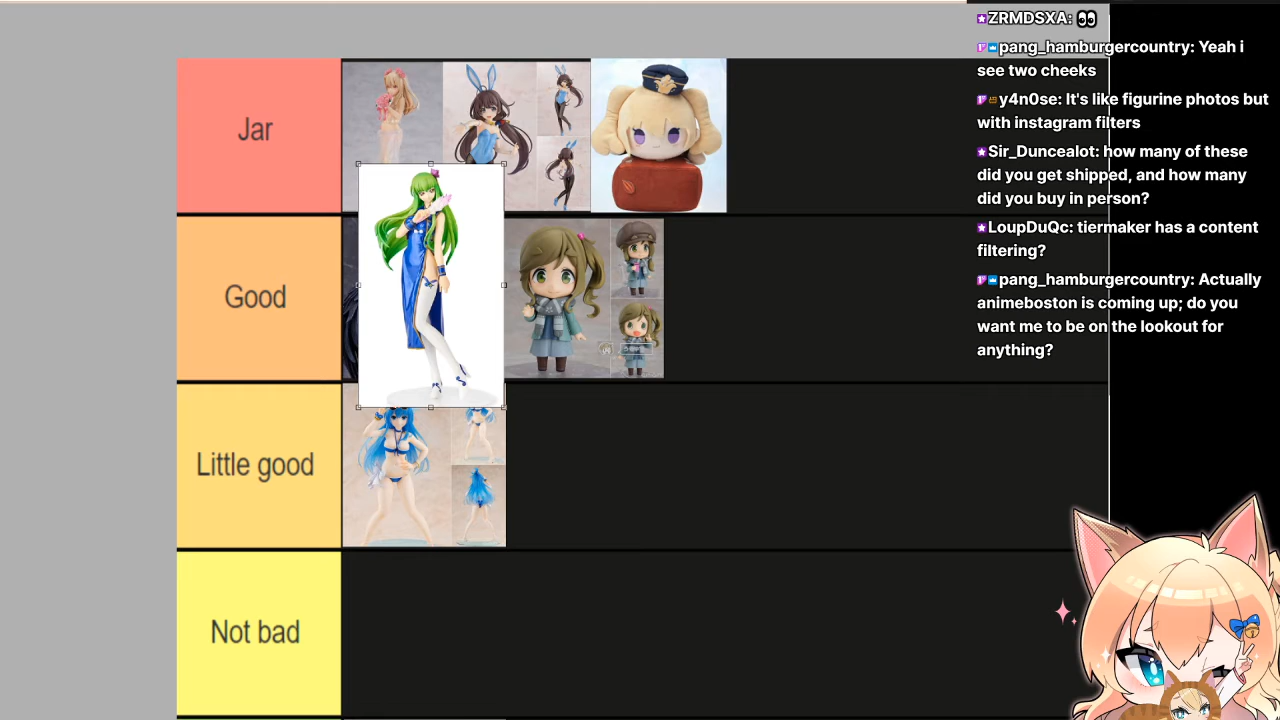 Jar
Good
Little good
Not bad
ZRMDSXA:
pang_hamburgercountry: Yeah i
see two cheeks
y4n0se: It's like figurine photos but
with instagram filters
Sir_Duncealot: how many of these
did you get shipped, and how many
did you buy in person?
LoupDuQc: tiermaker has a content
filtering?
pang_hamburgercountry: Actually
animeboston is coming up; do you
want me to be on the lookout for
anything?